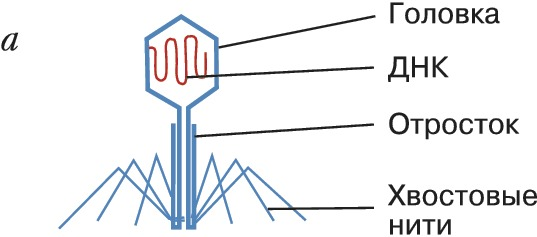 а
Головка
ДНК
Отросток
Хвостовые
нити